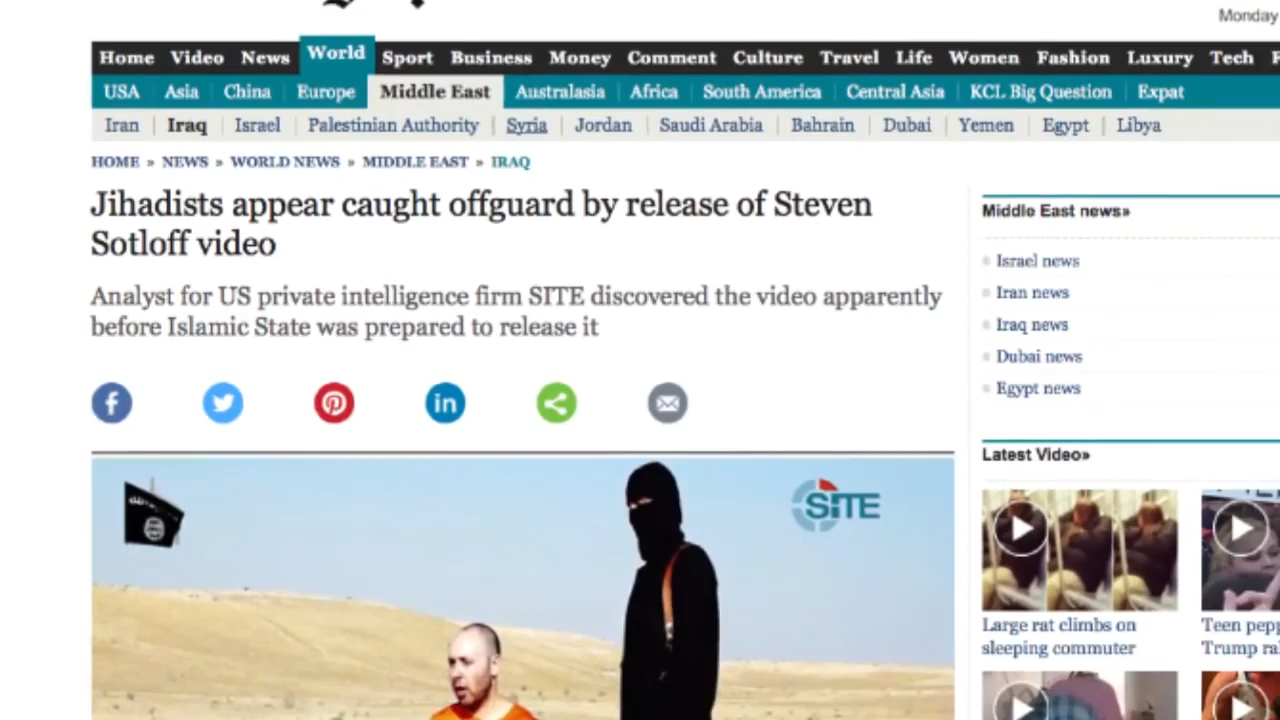 Monday
Home Video News World Sport Business Money Comment Culture Travel Life Women Fashion Luxury Tech
USA Asia China Europe Middle East Australasia Africa South America Central Asia KCL Big Question Expat
Iran Iraq Israel Palestinian Authority Syria Jordan Saudi Arabia Bahrain Dubai Yemen Egypt Libya
HOME » NEWS » WORLD NEWS » MIDDLE EAST » IRAQ
Jihadists appear caught offguard by release of Steven
Sotloff video
Analyst for US private intelligence firm SITE discovered the video apparently
before Islamic State was prepared to release it
f
in
SITE
Middle East news»
Israel news
Iran news
Iraq news
Dubai news
Egypt news
Latest Video»
Large rat climbs on
sleeping commuter
Teen pepp
Trump ra